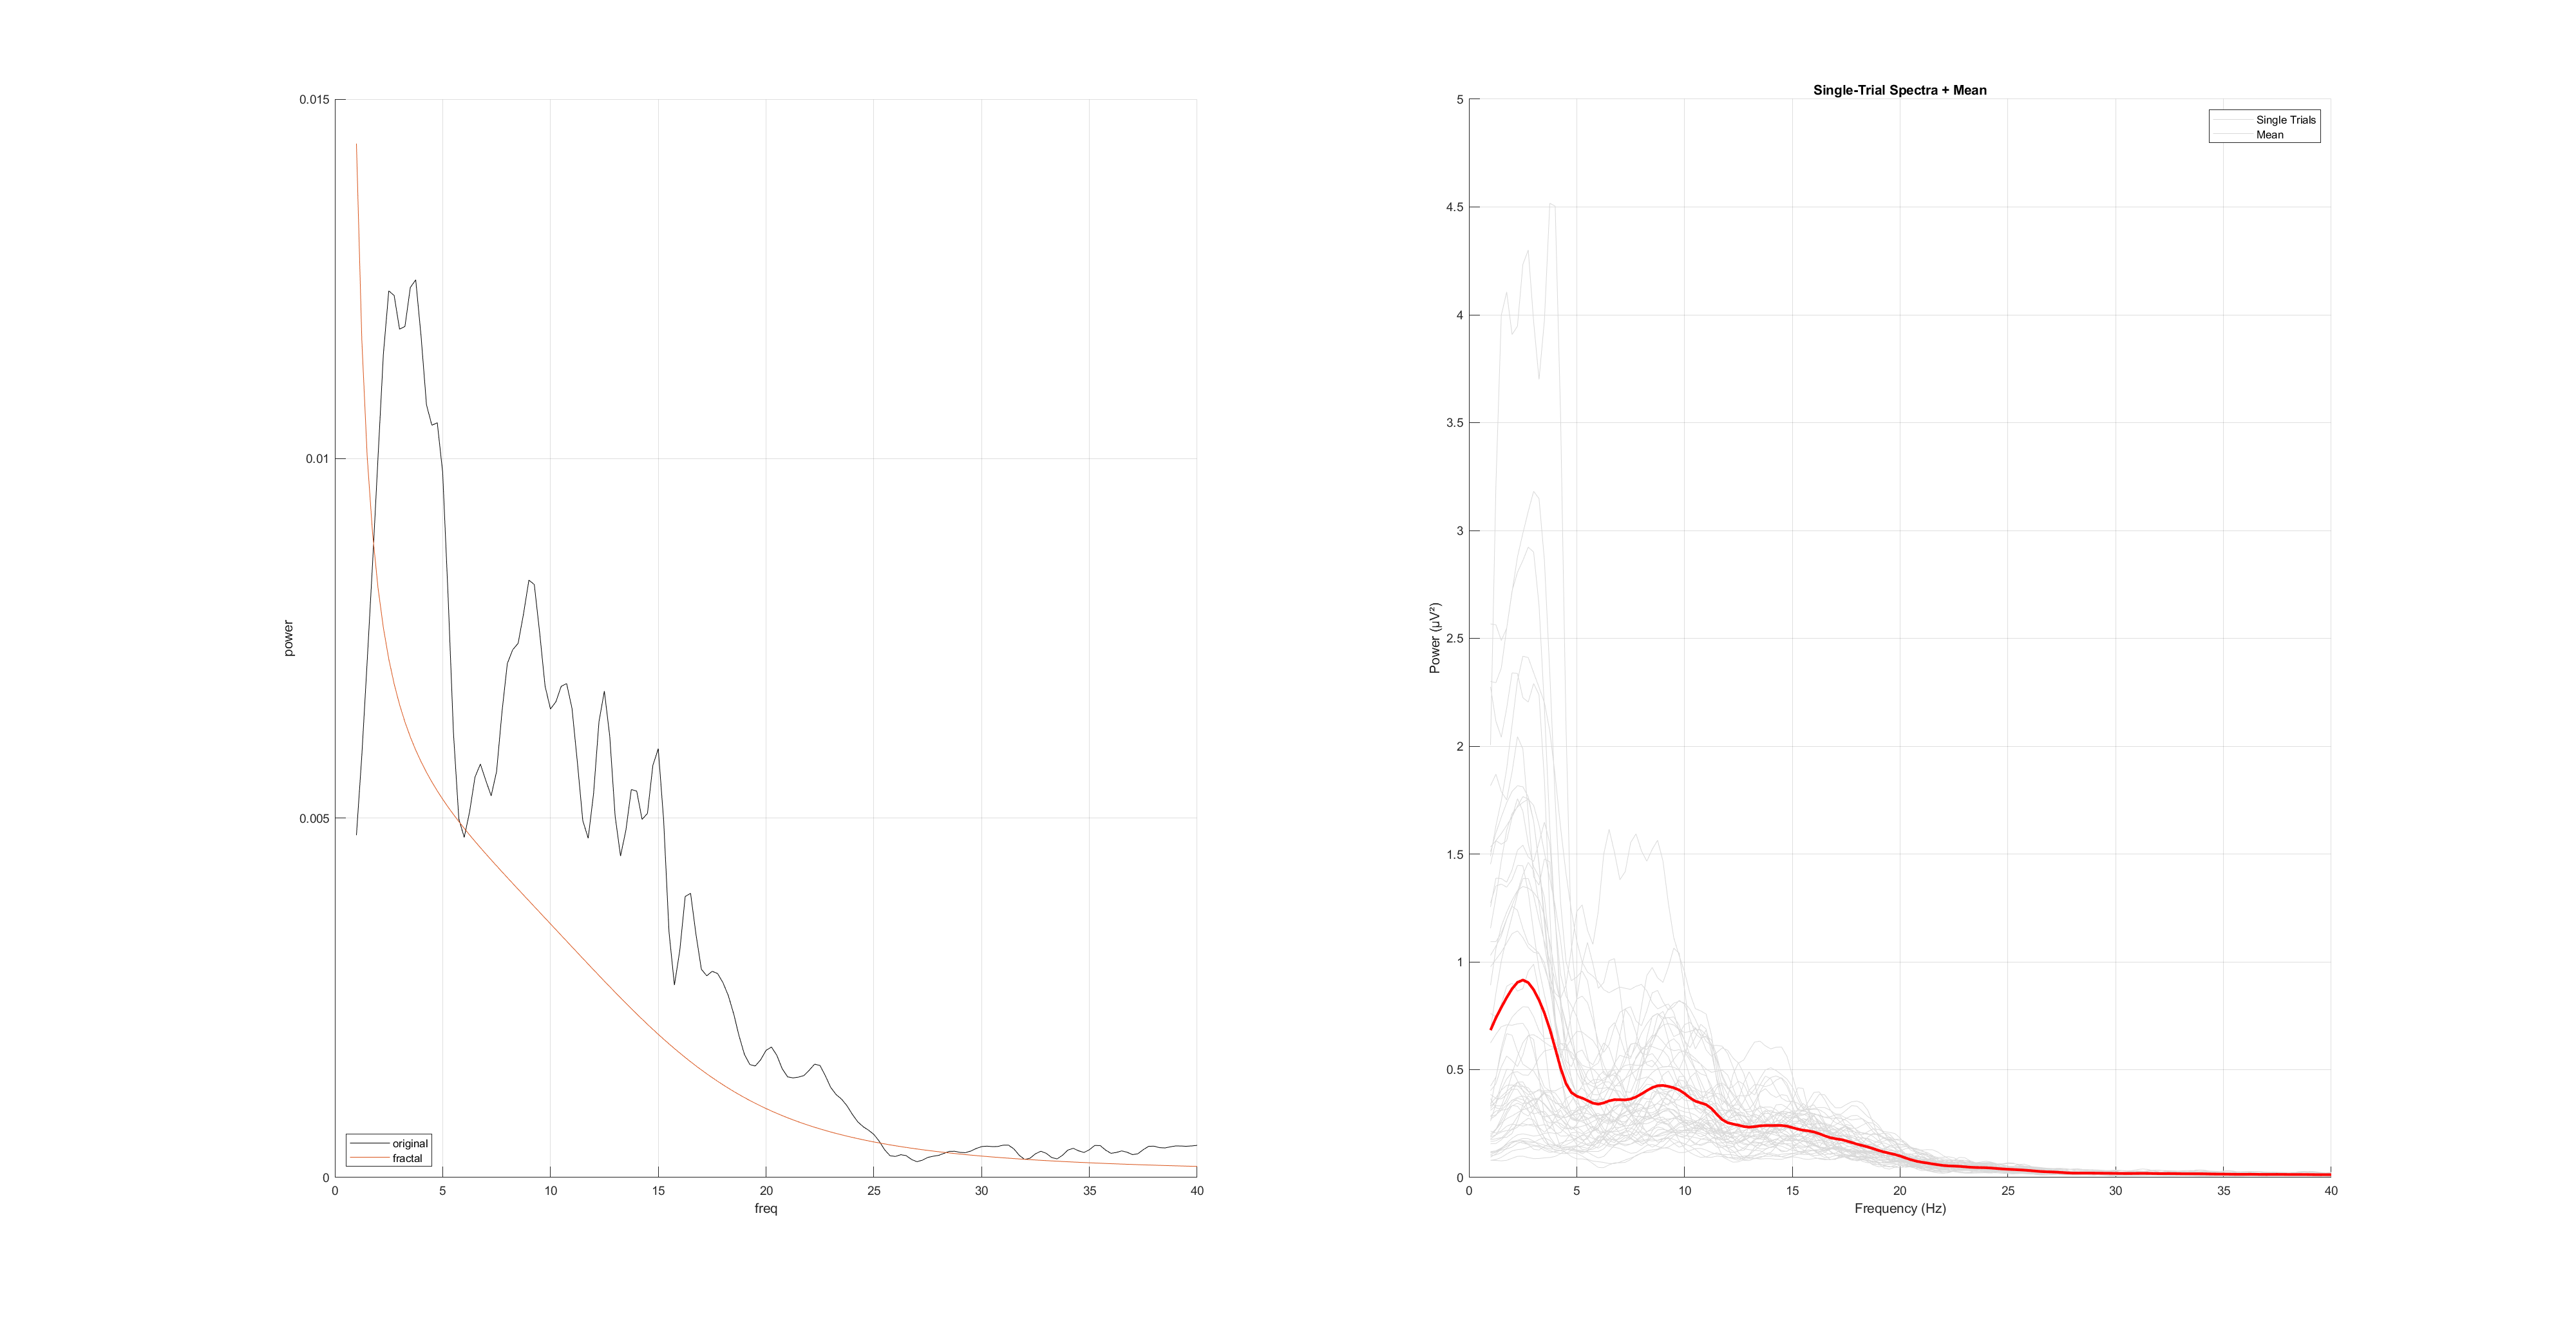 0.015
0.01
0.005
0
power
0 5 10 15 20 25 30 35 40
freq
original
fractal
Single-Trial Spectra + Mean
5
4.5
4
3.5
3
2.5
2
1.5
1
0.5
0
Power (µV²)
0 5 10 15 20 25 30 35 40
Frequency (Hz)
Single Trials
Mean